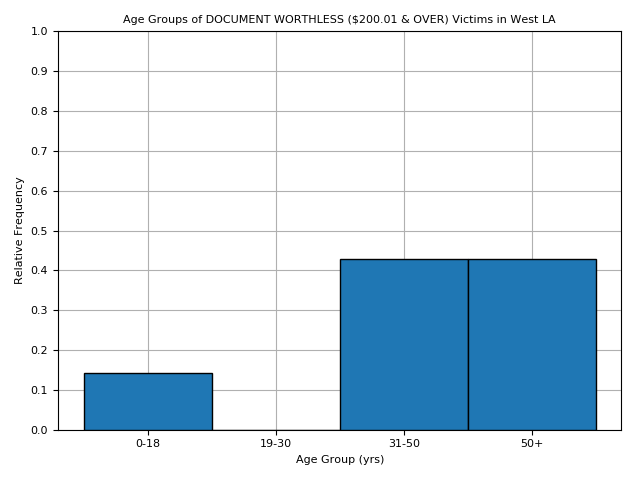 Age Groups of DOCUMENT WORTHLESS ($200.01 & OVER) Victims in West LA
1.0
0.9
0.8
0.7
0.6
0.5
0.4
0.3
0.2
0.1
0.0
Relative Frequency
0-18 19-30 31-50 50+
Age Group (yrs)